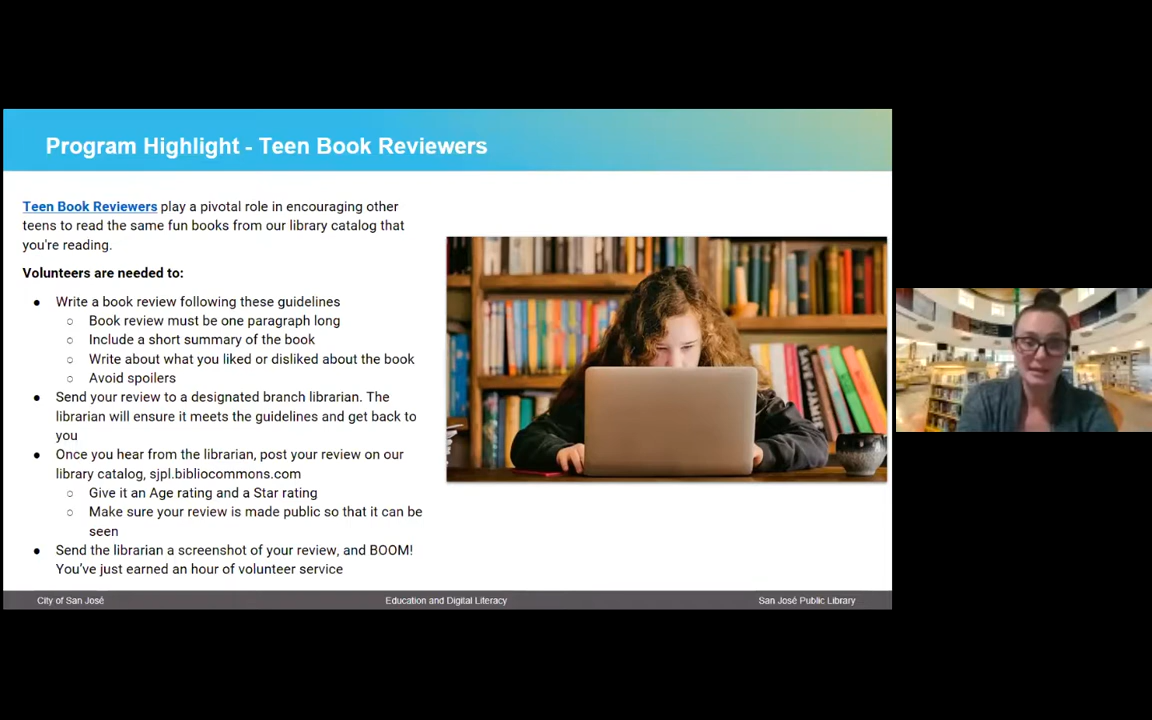 Program Highlight - Teen Book Reviewers
Teen Book Reviewers play a pivotal role in encouraging other
teens to read the same fun books from our library catalog that
you're reading.
Volunteers are needed to:
● Write a book review following these guidelines
○ Book review must be one paragraph long
○ Include a short summary of the book
○ Write about what you liked or disliked about the book
○ Avoid spoilers
● Send your review to a designated branch librarian. The
librarian will ensure it meets the guidelines and get back to
you
● Once you hear from the librarian, post your review on our
library catalog, sjpl.bibliocommons.com
○ Give it an Age rating and a Star rating
○ Make sure your review is made public so that it can be
seen
● Send the librarian a screenshot of your review, and BOOM!
You've just earned an hour of volunteer service
City of San José
Education and Digital Literacy
San José Public Library